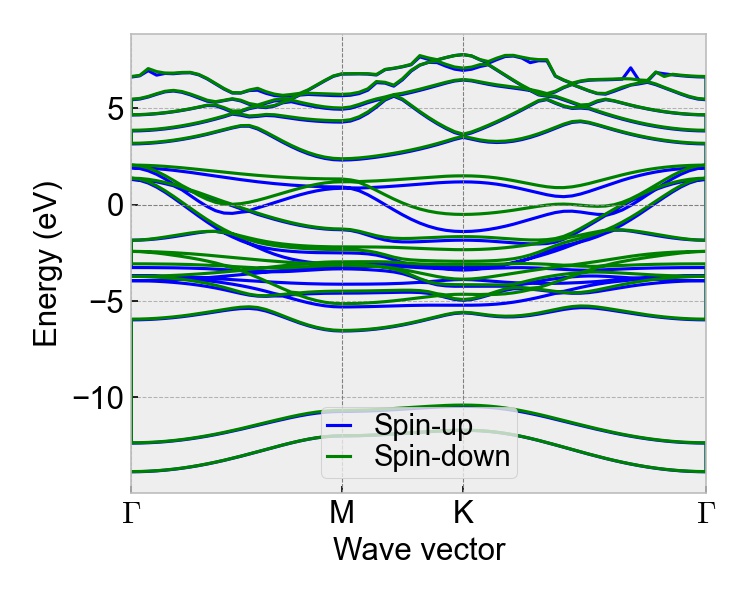 Energy (eV)
5
0
−5
−10
Spin-up
Spin-down
Γ M K Γ
Wave vector